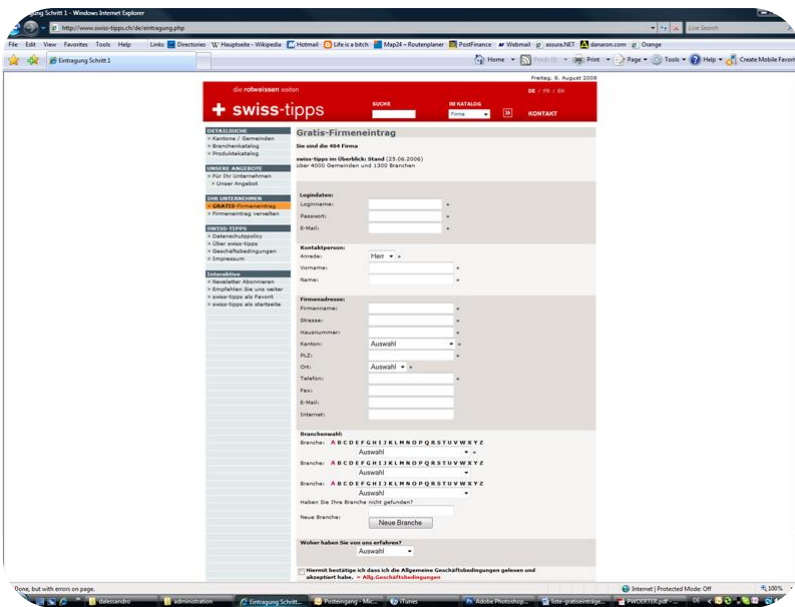 Eintragung Schritt 1 - Windows Internet Explorer
http://www.swiss-tipps.ch/de/eintragung.php
Live Search
File Edit View Favorites Tools Help
Links Directories Hauptseite - Wikipedia Hotmail Life is a bitch Map24 - Routenplaner PostFinance Webmail assura.NET danaron.com Orange
Eintragung Schritt 1
Home Print Page Tools Help Create Mobile Favori
Freitag, 8. August 2008
die rotweissen seiten
DE / FR / EN
swiss-tipps
SUCHE
IM KATALOG
Firma
KONTAKT
DETAILSUCHE
» Kantone / Gemeinden
» Branchenkatalog
» Produktekatalog
UNSERE ANGEBOTE
» Für Ihr Unternehmen
» Unser Angebot
IHR UNTERNEHMEN
» GRATIS-Firmeneintrag
» Firmeneintrag verwalten
SWISS-TIPPS
» Datenschutzpolicy
» Über swiss-tipps
» Geschäftsbedingungen
» Impressum
Interaktive
» Newsletter Abonnieren
» Empfehlen Sie uns weiter
» swiss-tipps als Favorit
» swiss-tipps als startseite
Gratis-Firmeneintrag
Sie sind die 404 Firma
swiss-tipps im Überblick: Stand (25.06.2006)
über 4000 Gemeinden und 1300 Branchen
Logindaten:
Loginname: *
Passwort: *
E-Mail: *
Kontaktperson:
Anrede: Herr *
Vorname: *
Name: *
Firmenadresse:
Firmenname: *
Strasse: *
Hausnummer: *
Kanton: Auswahl *
PLZ: *
Ort: Auswahl *
Telefon: *
Fax:
E-Mail:
Internet:
Branchenwahl:
Branche: A B C D E F G H I J K L M N O P Q R S T U V W X Y Z
Auswahl *
Branche: A B C D E F G H I J K L M N O P Q R S T U V W X Y Z
Auswahl
Branche: A B C D E F G H I J K L M N O P Q R S T U V W X Y Z
Auswahl
Haben Sie Ihre Branche nicht gefunden?
Neue Branche:
Neue Branche
Woher haben Sie von uns erfahren?
Auswahl
Hiermit bestätige ich dass ich die Allgemeine Geschäftsbedingungen gelesen und
akzeptiert habe. » Allg.Geschäftsbedingungen
Done, but with errors on page.
Internet | Protected Mode: Off
100%
dalessandro administration Eintragung Schritt... Posteingang - Mic... iTunes Adobe Photoshop... liste-gratiseinträge... PWOERTER.pdf - ... DE